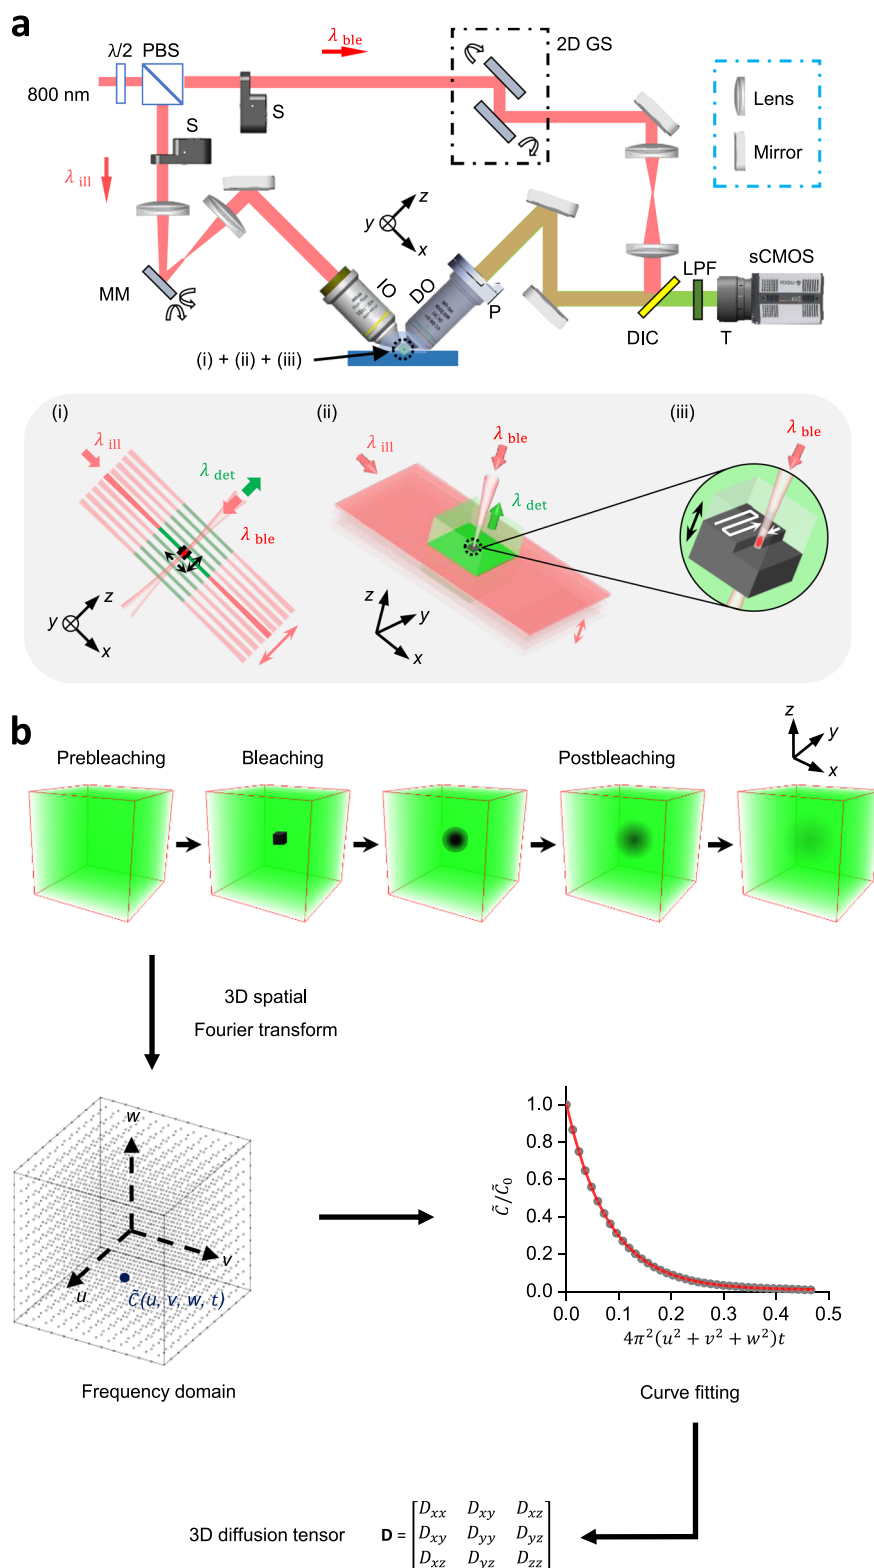 a
λ/2 PBS
λ ble
2D GS
800 nm
S
S
Lens
Mirror
λ ill
z
y
x
MM
IO
DO
P
LPF
sCMOS
DIC
T
(i) + (ii) + (iii)
(i)
λ ill
λ det
λ ble
z
y
x
(ii)
λ ill
λ ble
λ det
z
y
x
(iii)
λ ble
b
z
y
x
Prebleaching
Bleaching
Postbleaching
3D spatial
Fourier transform
w
v
u
C̃(u, v, w, t)
Frequency domain
C̃/C̃₀
1.0
0.8
0.6
0.4
0.2
0.0
0.0 0.1 0.2 0.3 0.4 0.5
4π²(u² + v² + w²)t
Curve fitting
3D diffusion tensor D =
Dxx Dxy Dxz
Dxy Dyy Dyz
Dxz Dyz Dzz